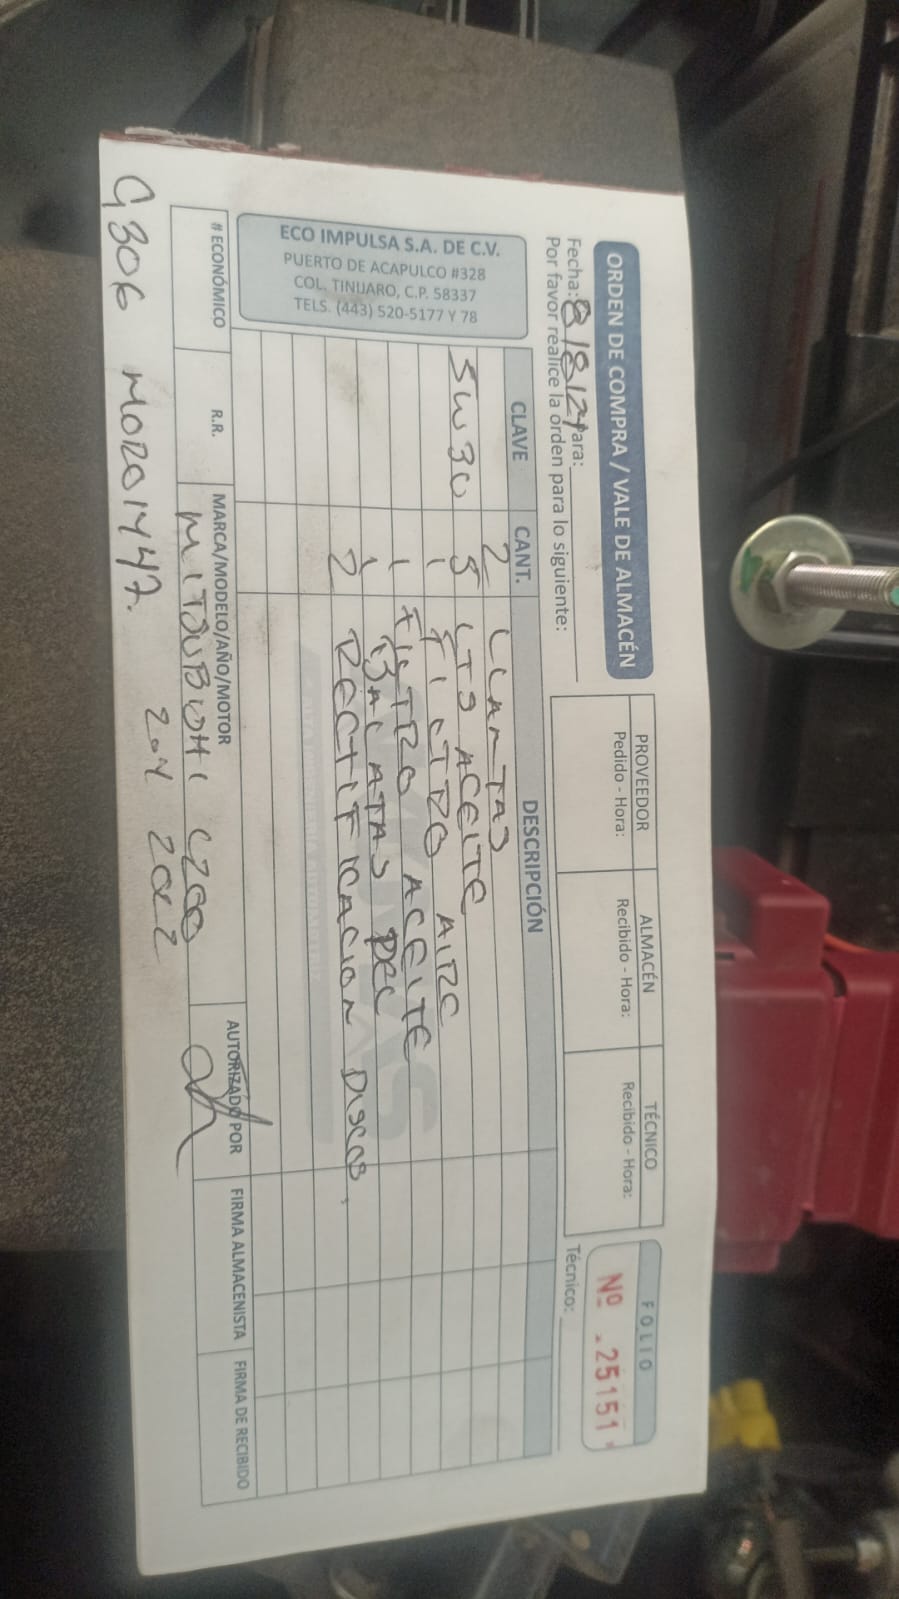 ORDEN DE COMPRA / VALE DE ALMACÉN
FOLIO
Nº 25151
Fecha: 8/8/24 Para:
Por favor realice la orden para lo siguiente:
PROVEEDOR ALMACÉN TÉCNICO
Pedido - Hora: Recibido - Hora: Recibido - Hora:
Técnico:
CLAVE CANT. DESCRIPCIÓN
2 LLANTAS
5W30 5 LTS ACEITE
1 FILTRO AIRE
1 FILTRO ACEITE
1 BALATAS DEL
2 RECTIFICACION DISCOS.
ECO IMPULSA S.A. DE C.V.
PUERTO DE ACAPULCO #328
COL. TINIJARO, C.P. 58337
TELS. (443) 520-5177 Y 78
# ECONÓMICO R.R. MARCA/MODELO/AÑO/MOTOR AUTORIZADO POR FIRMA ALMACENISTA FIRMA DE RECIBIDO
MITSUBISHI L200
G306 MORO1447. 2.4